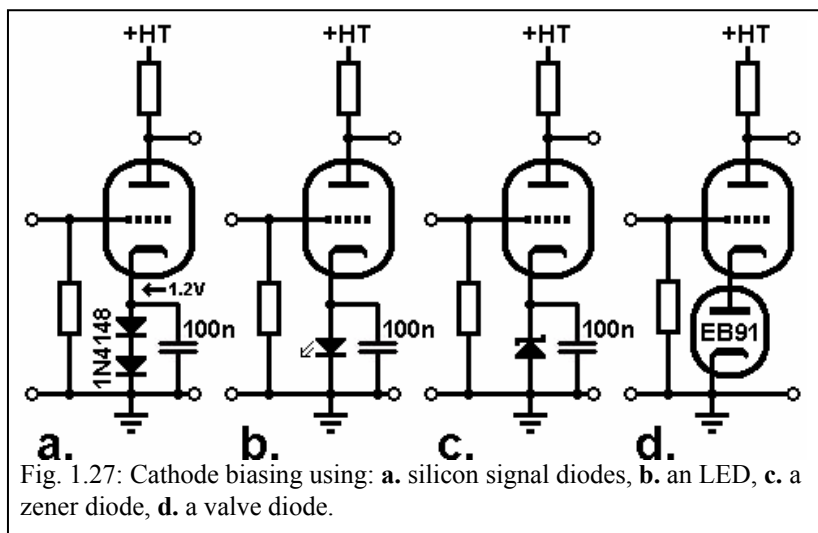 +HT +HT +HT +HT
←1.2V
1N4148
100n 100n 100n EB91
a. b. c. d.
Fig. 1.27: Cathode biasing using: a. silicon signal diodes, b. an LED, c. a
zener diode, d. a valve diode.